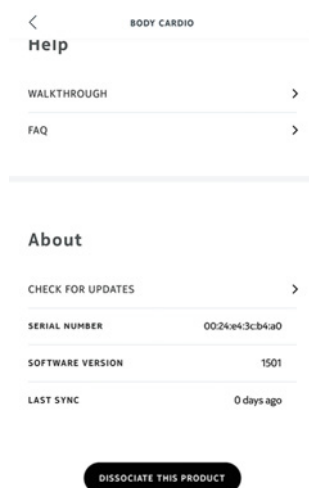 BODY CARDIO
Help
WALKTHROUGH
FAQ
About
CHECK FOR UPDATES
SERIAL NUMBER 00:24:e4:3c:b4:a0
SOFTWARE VERSION 1501
LAST SYNC 0 days ago
DISSOCIATE THIS PRODUCT